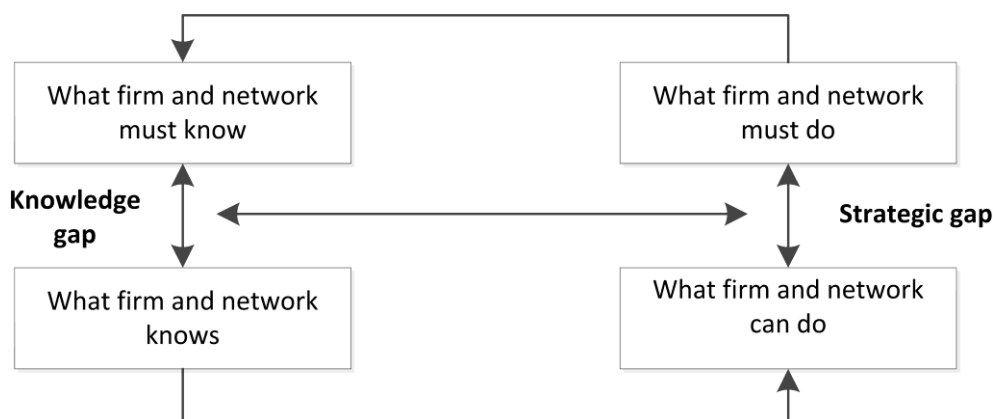 What firm and network
must know
What firm and network
must do
Knowledge
gap
Strategic gap
What firm and network
knows
What firm and network
can do